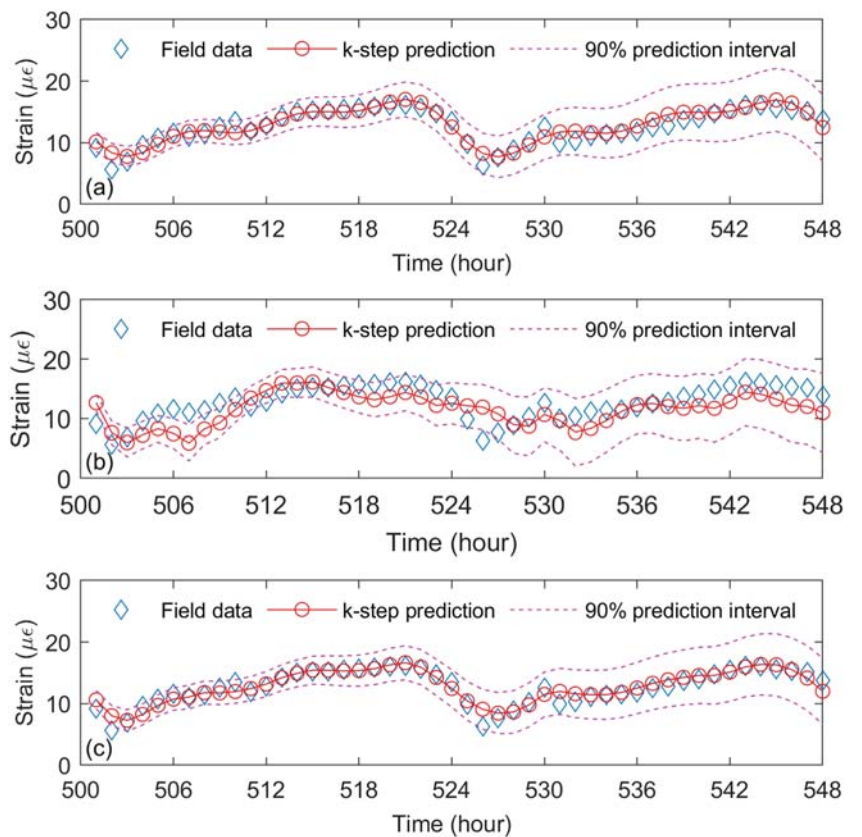 30
Field data k-step prediction 90% prediction interval
20
Strain (με)
10
(a)
0
500 506 512 518 524 530 536 542 548
Time (hour)
30
Field data k-step prediction 90% prediction interval
20
Strain (με)
10
(b)
0
500 506 512 518 524 530 536 542 548
Time (hour)
30
Field data k-step prediction 90% prediction interval
20
Strain (με)
10
(c)
0
500 506 512 518 524 530 536 542 548
Time (hour)